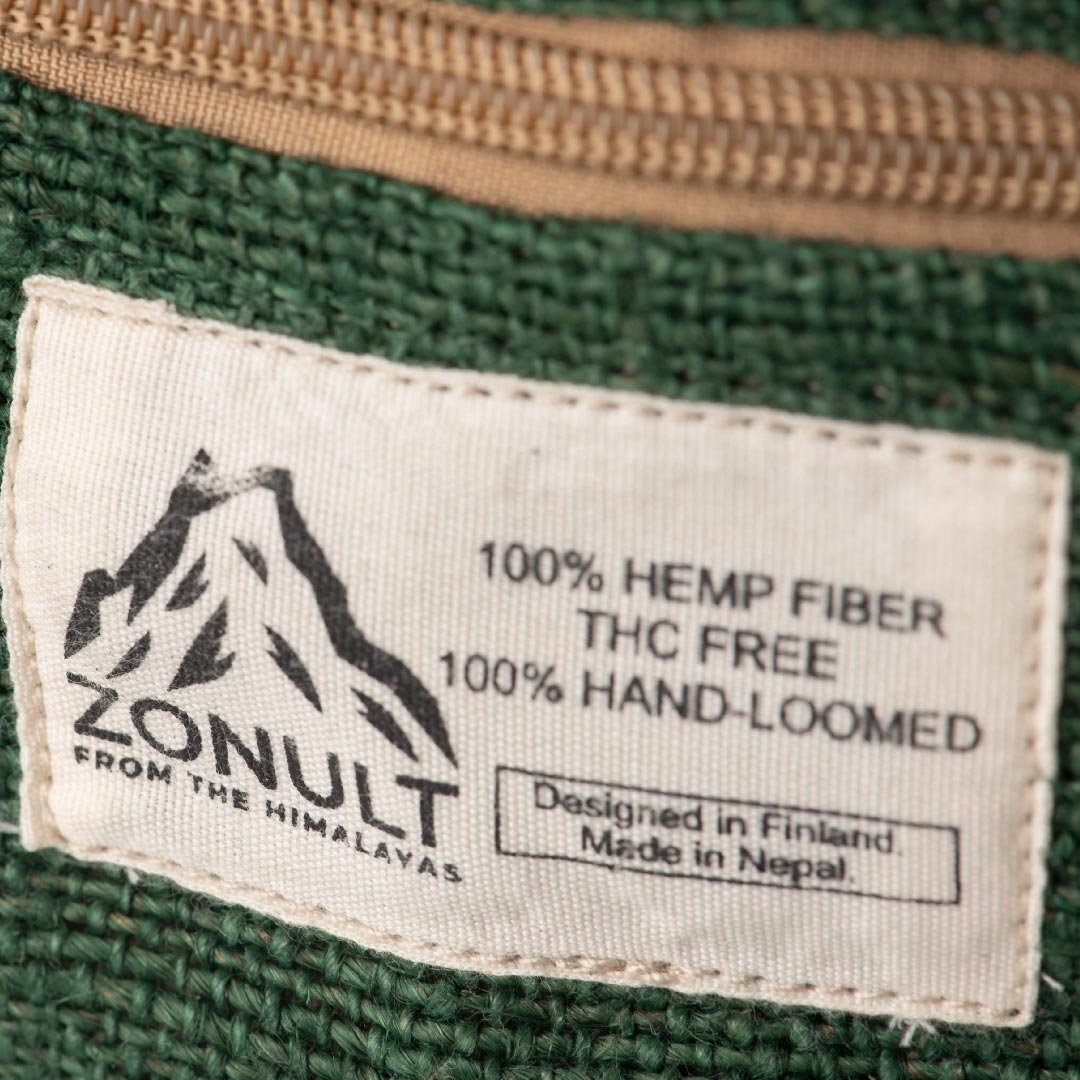 ZONULT
FROM THE HIMALAYAS
100% HEMP FIBER
THC FREE
100% HAND-LOOMED
Designed in Finland.
Made in Nepal.